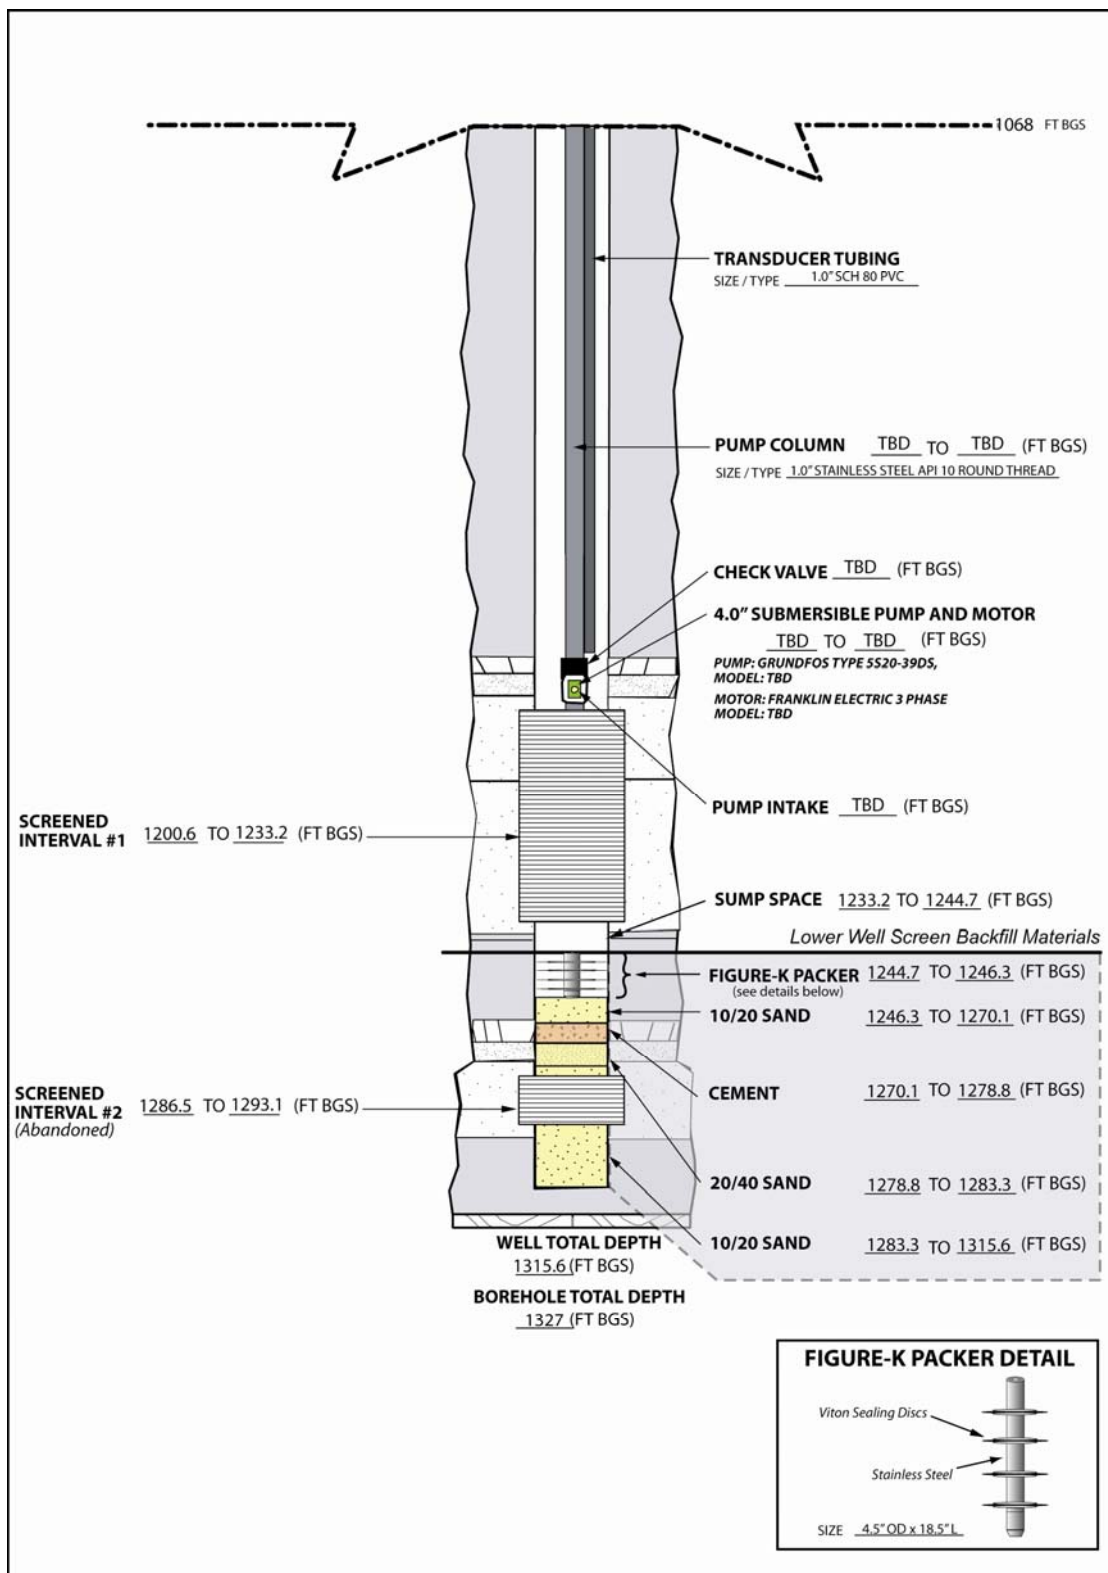 1068 FT BGS
TRANSDUCER TUBING
SIZE / TYPE 1.0" SCH 80 PVC
PUMP COLUMN TBD TO TBD (FT BGS)
SIZE / TYPE 1.0" STAINLESS STEEL API 10 ROUND THREAD
CHECK VALVE TBD (FT BGS)
4.0" SUBMERSIBLE PUMP AND MOTOR
TBD TO TBD (FT BGS)
PUMP: GRUNDFOS TYPE 5S20-39DS,
MODEL: TBD
MOTOR: FRANKLIN ELECTRIC 3 PHASE
MODEL: TBD
PUMP INTAKE TBD (FT BGS)
SCREENED
INTERVAL #1 1200.6 TO 1233.2 (FT BGS)
SUMP SPACE 1233.2 TO 1244.7 (FT BGS)
Lower Well Screen Backfill Materials
FIGURE-K PACKER 1244.7 TO 1246.3 (FT BGS)
(see details below)
10/20 SAND 1246.3 TO 1270.1 (FT BGS)
CEMENT 1270.1 TO 1278.8 (FT BGS)
SCREENED
INTERVAL #2 1286.5 TO 1293.1 (FT BGS)
(Abandoned)
20/40 SAND 1278.8 TO 1283.3 (FT BGS)
10/20 SAND 1283.3 TO 1315.6 (FT BGS)
WELL TOTAL DEPTH
1315.6 (FT BGS)
BOREHOLE TOTAL DEPTH
1327 (FT BGS)
FIGURE-K PACKER DETAIL
Viton Sealing Discs
Stainless Steel
SIZE 4.5" OD x 18.5" L